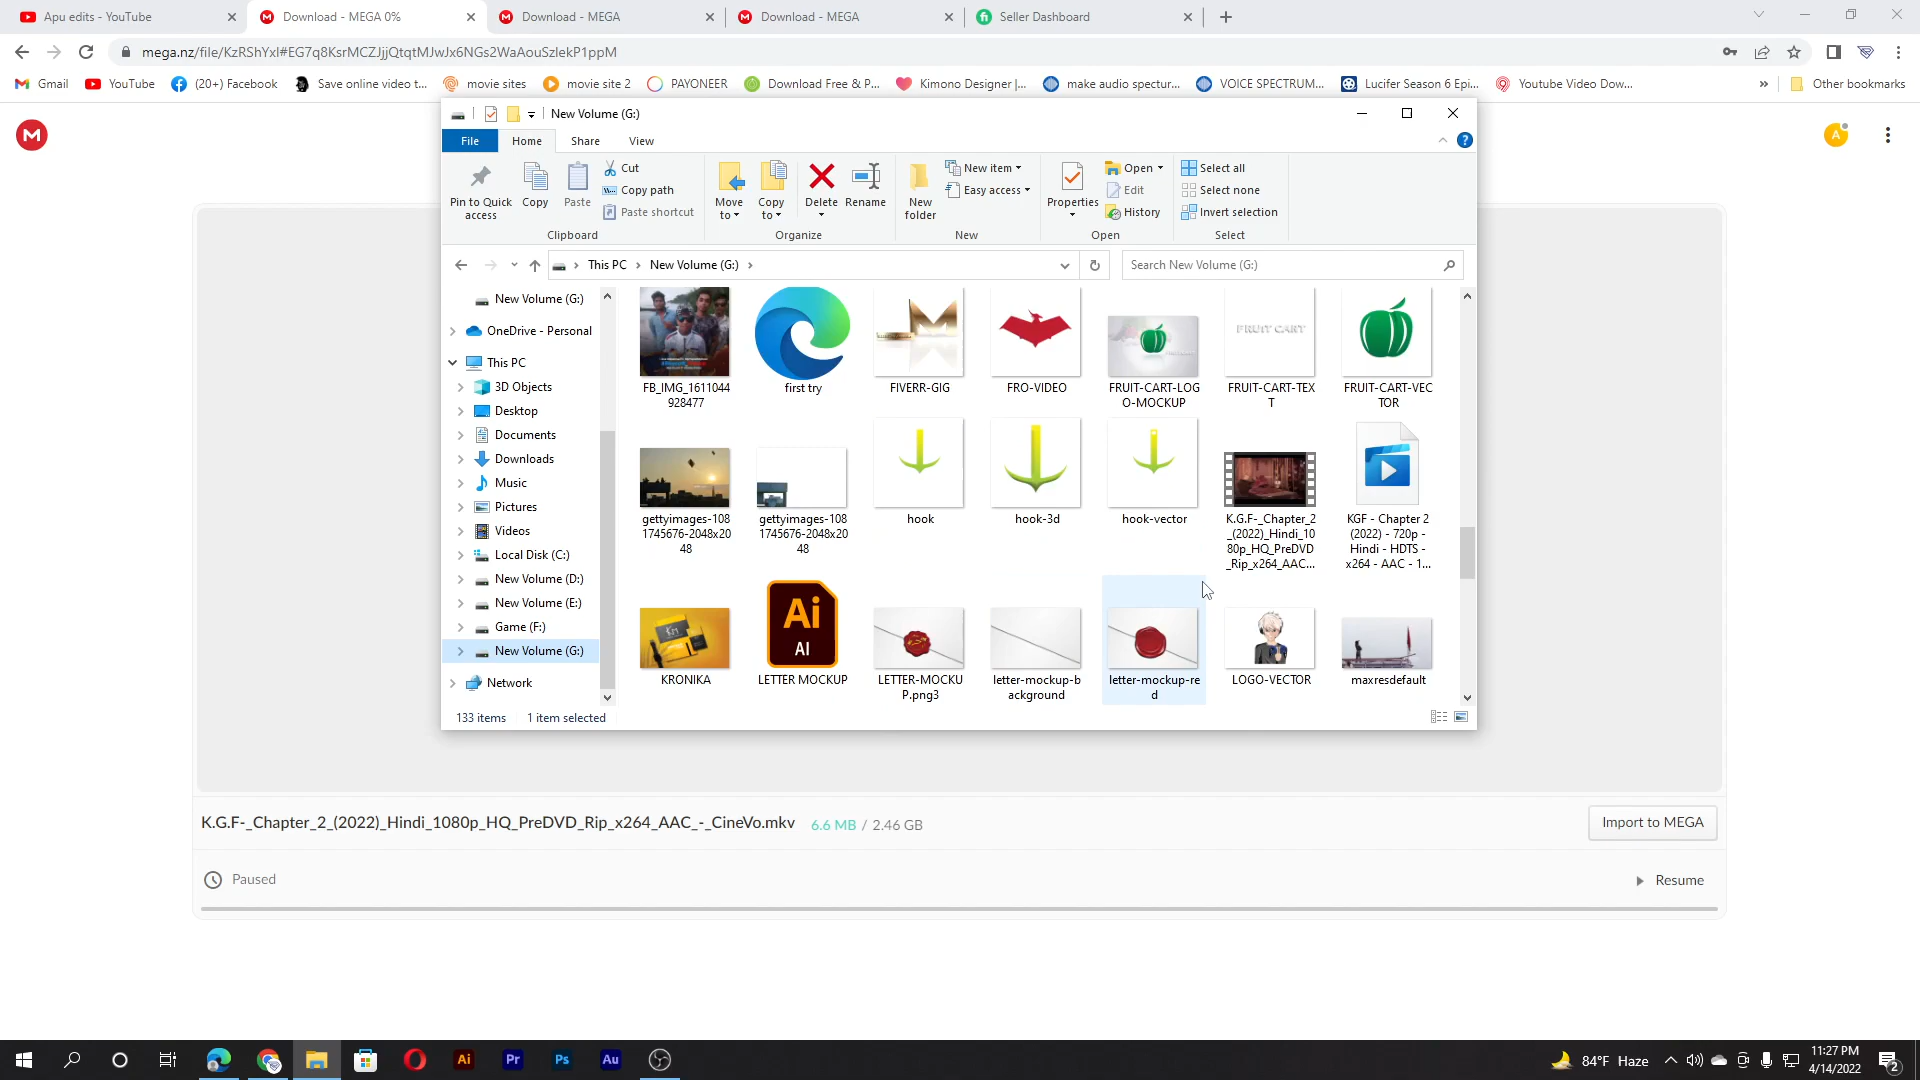 Apu edits - YouTube
Download - MEGA 0%
Download - MEGA
Download - MEGA
Seller Dashboard
mega.nz/file/KzRShYxI#EG7q8KsrMCZJjjQtqtMJwJx6NGs2WaAouSzlekP1ppM
Gmail
YouTube
(20+) Facebook
Save online video t...
movie sites
movie site 2
PAYONEER
Download Free & P...
Kimono Designer |...
make audio spectur...
VOICE SPECTRUM...
Lucifer Season 6 Epi...
Youtube Video Dow...
»
Other bookmarks
M
A
New Volume (G:)
File
Home
Share
View
Pin to Quick
access
Copy
Paste
Cut
Copy path
Paste shortcut
Clipboard
Move
to
Copy
to
Delete
Rename
Organize
New
folder
New item
Easy access
New
Properties
Open
Edit
History
Open
Select all
Select none
Invert selection
Select
This PC
New Volume (G:)
Search New Volume (G:)
New Volume (G:)
OneDrive - Personal
This PC
3D Objects
Desktop
Documents
Downloads
Music
Pictures
Videos
Local Disk (C:)
New Volume (D:)
New Volume (E:)
Game (F:)
New Volume (G:)
Network
FRUIT CART
FB_IMG_1611044
928477
first try
FIVERR-GIG
FRO-VIDEO
FRUIT-CART-LOG
O-MOCKUP
FRUIT-CART-TEX
T
FRUIT-CART-VEC
TOR
gettyimages-108
1745676-2048x20
48
gettyimages-108
1745676-2048x20
48
hook
hook-3d
hook-vector
K.G.F-_Chapter_2
_(2022)_Hindi_10
80p_HQ_PreDVD
_Rip_x264_AAC...
KGF - Chapter 2
(2022) - 720p -
Hindi - HDTS -
x264 - AAC - 1...
Ai
AI
KRONIKA
LETTER MOCKUP
LETTER-MOCKU
P.png3
letter-mockup-b
ackground
letter-mockup-re
d
LOGO-VECTOR
maxresdefault
133 items
1 item selected
K.G.F-_Chapter_2_(2022)_Hindi_1080p_HQ_PreDVD_Rip_x264_AAC_-_CineVo.mkv
6.6 MB / 2.46 GB
Import to MEGA
Paused
Resume
Ai
Pr
Ps
Au
84°F Haze
11:27 PM
4/14/2022
2